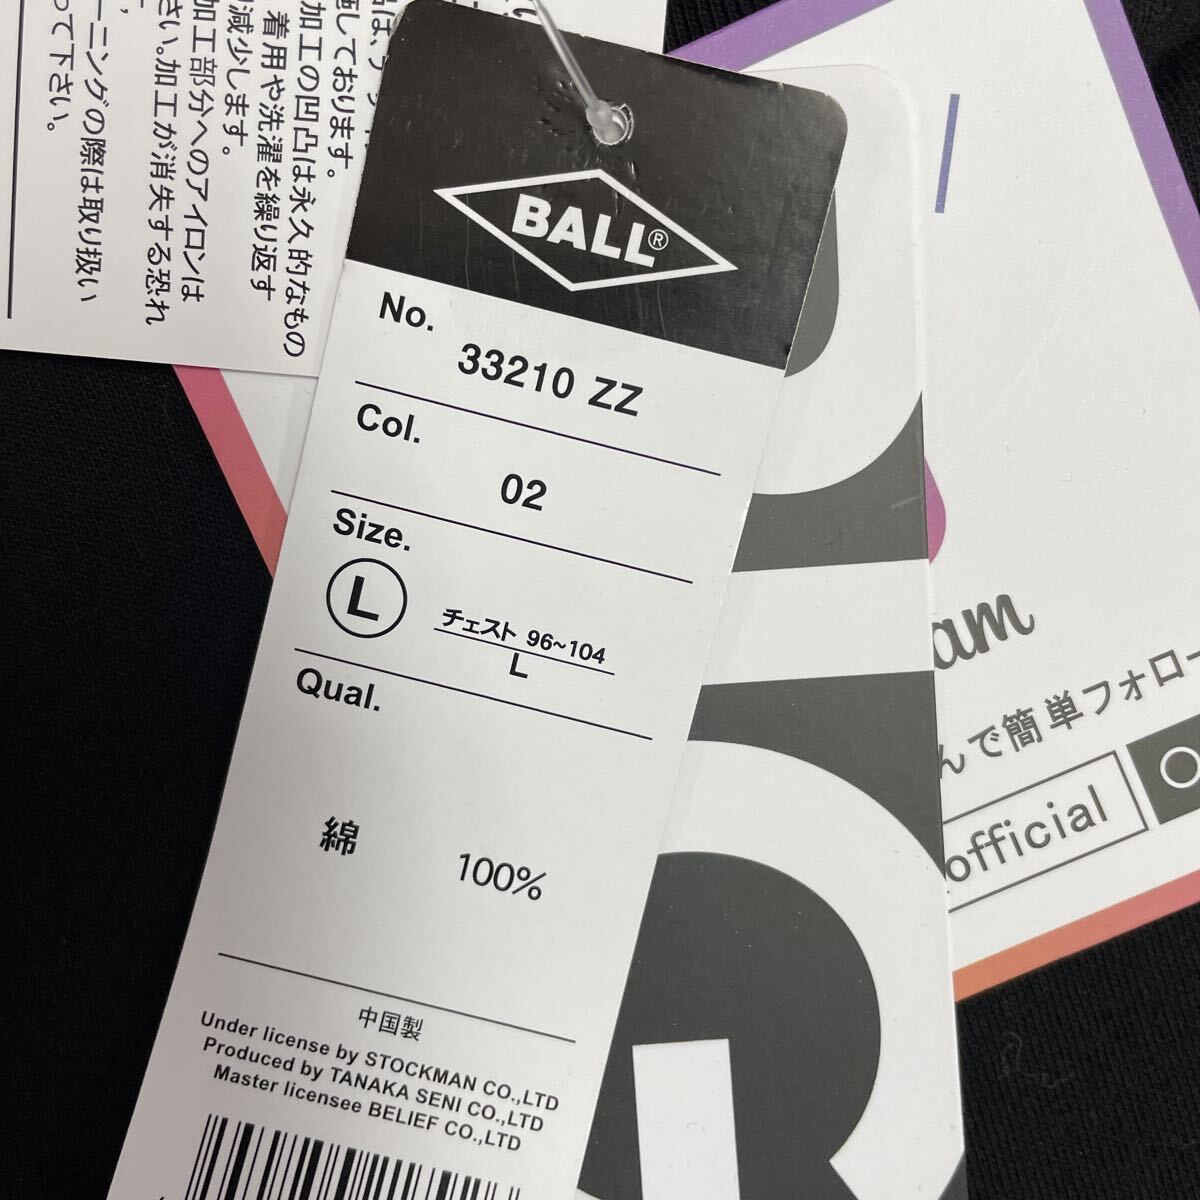 施しております。
加工の凹凸は永久的なもの
着用や洗濯を繰り返す
減少します。
加工部分へのアイロンは
さい。加工が消失する恐れ
ーニングの際は取り扱い
って下さい。
BALL®
No.
33210 ZZ
Col.
02
Size.
L
チェスト 96~104
L
Qual.
綿 100%
中国製
Under license by STOCKMAN CO.,LTD
Produced by TANAKA SENI CO.,LTD
Master licensee BELIEF CO.,LTD
am
んで簡単フォロー
official